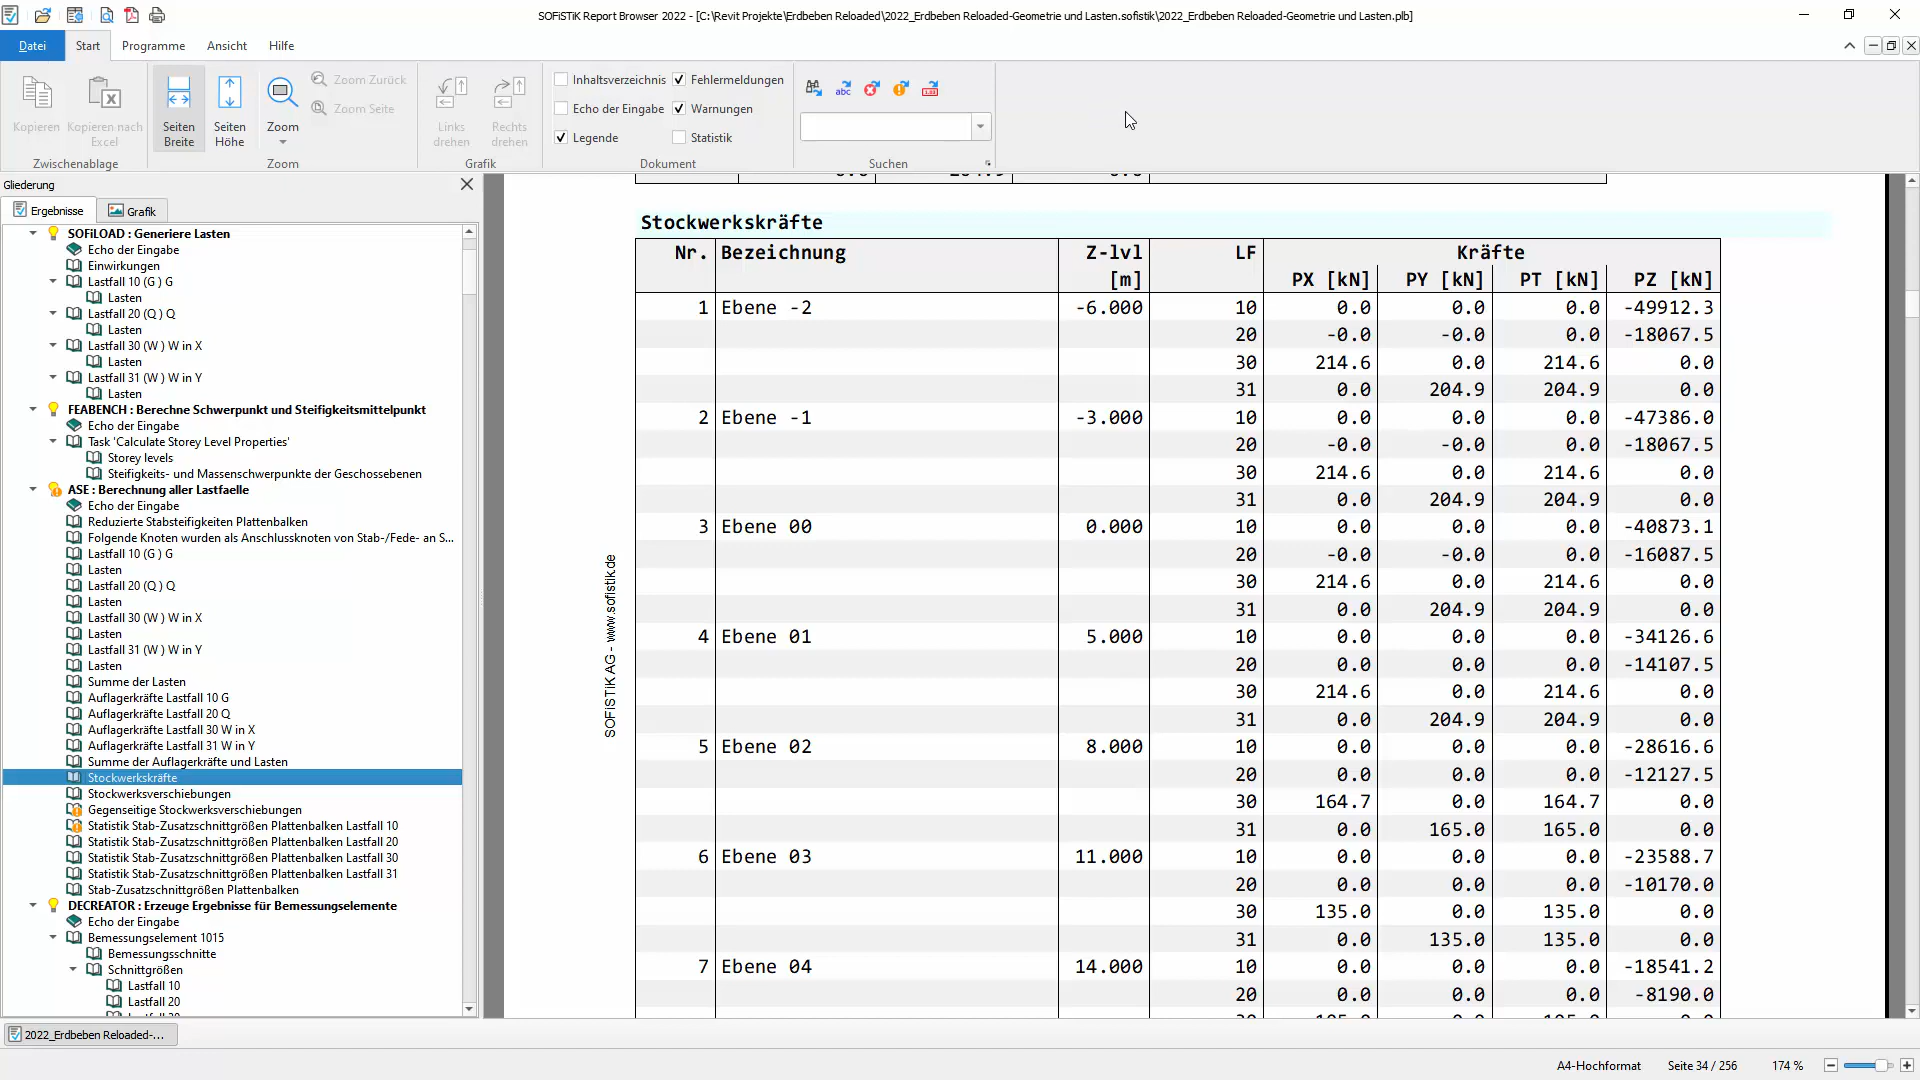 SOFiSTiK Report Browser 2022 - [C:\Revit Projekte\Erdbeben Reloaded\2022_Erdbeben Reloaded-Geometrie und Lasten.sofistik\2022_Erdbeben Reloaded-Geometrie und Lasten.plb]
Datei Start Programme Ansicht Hilfe
Kopieren
Kopieren nach Excel
Zwischenablage
Seiten Breite
Seiten Höhe
Zoom
Zoom Zurück
Zoom Seite
Zoom
Links drehen
Rechts drehen
Grafik
Inhaltsverzeichnis Fehlermeldungen
Echo der Eingabe Warnungen
Legende Statistik
Dokument
abc
Suchen
Gliederung
Ergebnisse Grafik
SOFiLOAD : Generiere Lasten
Echo der Eingabe
Einwirkungen
Lastfall 10 (G ) G
Lasten
Lastfall 20 (Q ) Q
Lasten
Lastfall 30 (W ) W in X
Lasten
Lastfall 31 (W ) W in Y
Lasten
FEABENCH : Berechne Schwerpunkt und Steifigkeitsmittelpunkt
Echo der Eingabe
Task 'Calculate Storey Level Properties'
Storey levels
Steifigkeits- und Massenschwerpunkte der Geschossebenen
ASE : Berechnung aller Lastfaelle
Echo der Eingabe
Reduzierte Stabsteifigkeiten Plattenbalken
Folgende Knoten wurden als Anschlussknoten von Stab-/Fede- an S...
Lastfall 10 (G ) G
Lasten
Lastfall 20 (Q ) Q
Lasten
Lastfall 30 (W ) W in X
Lasten
Lastfall 31 (W ) W in Y
Lasten
Summe der Lasten
Auflagerkräfte Lastfall 10 G
Auflagerkräfte Lastfall 20 Q
Auflagerkräfte Lastfall 30 W in X
Auflagerkräfte Lastfall 31 W in Y
Summe der Auflagerkräfte und Lasten
Stockwerkskräfte
Stockwerksverschiebungen
Gegenseitige Stockwerksverschiebungen
Statistik Stab-Zusatzschnittgrößen Plattenbalken Lastfall 10
Statistik Stab-Zusatzschnittgrößen Plattenbalken Lastfall 20
Statistik Stab-Zusatzschnittgrößen Plattenbalken Lastfall 30
Statistik Stab-Zusatzschnittgrößen Plattenbalken Lastfall 31
Stab-Zusatzschnittgrößen Plattenbalken
DECREATOR : Erzeuge Ergebnisse für Bemessungselemente
Echo der Eingabe
Bemessungselement 1015
Bemessungsschnitte
Schnittgrößen
Lastfall 10
Lastfall 20
SOFiSTiK AG - www.sofistik.de
Stockwerkskräfte
Nr. Bezeichnung Z-lvl LF Kräfte
[m] PX [kN] PY [kN] PT [kN] PZ [kN]
1 Ebene -2 -6.000 10 0.0 0.0 0.0 -49912.3
20 -0.0 -0.0 0.0 -18067.5
30 214.6 0.0 214.6 0.0
31 0.0 204.9 204.9 0.0
2 Ebene -1 -3.000 10 0.0 0.0 0.0 -47386.0
20 -0.0 -0.0 0.0 -18067.5
30 214.6 0.0 214.6 0.0
31 0.0 204.9 204.9 0.0
3 Ebene 00 0.000 10 0.0 0.0 0.0 -40873.1
20 -0.0 -0.0 0.0 -16087.5
30 214.6 0.0 214.6 0.0
31 0.0 204.9 204.9 0.0
4 Ebene 01 5.000 10 0.0 0.0 0.0 -34126.6
20 0.0 0.0 0.0 -14107.5
30 214.6 0.0 214.6 0.0
31 0.0 204.9 204.9 0.0
5 Ebene 02 8.000 10 0.0 0.0 0.0 -28616.6
20 0.0 0.0 0.0 -12127.5
30 164.7 0.0 164.7 0.0
31 0.0 165.0 165.0 0.0
6 Ebene 03 11.000 10 0.0 0.0 0.0 -23588.7
20 0.0 0.0 0.0 -10170.0
30 135.0 0.0 135.0 0.0
31 0.0 135.0 135.0 0.0
7 Ebene 04 14.000 10 0.0 0.0 0.0 -18541.2
20 0.0 0.0 0.0 -8190.0
2022_Erdbeben Reloaded-...
A4-Hochformat Seite 34 / 256 174 %